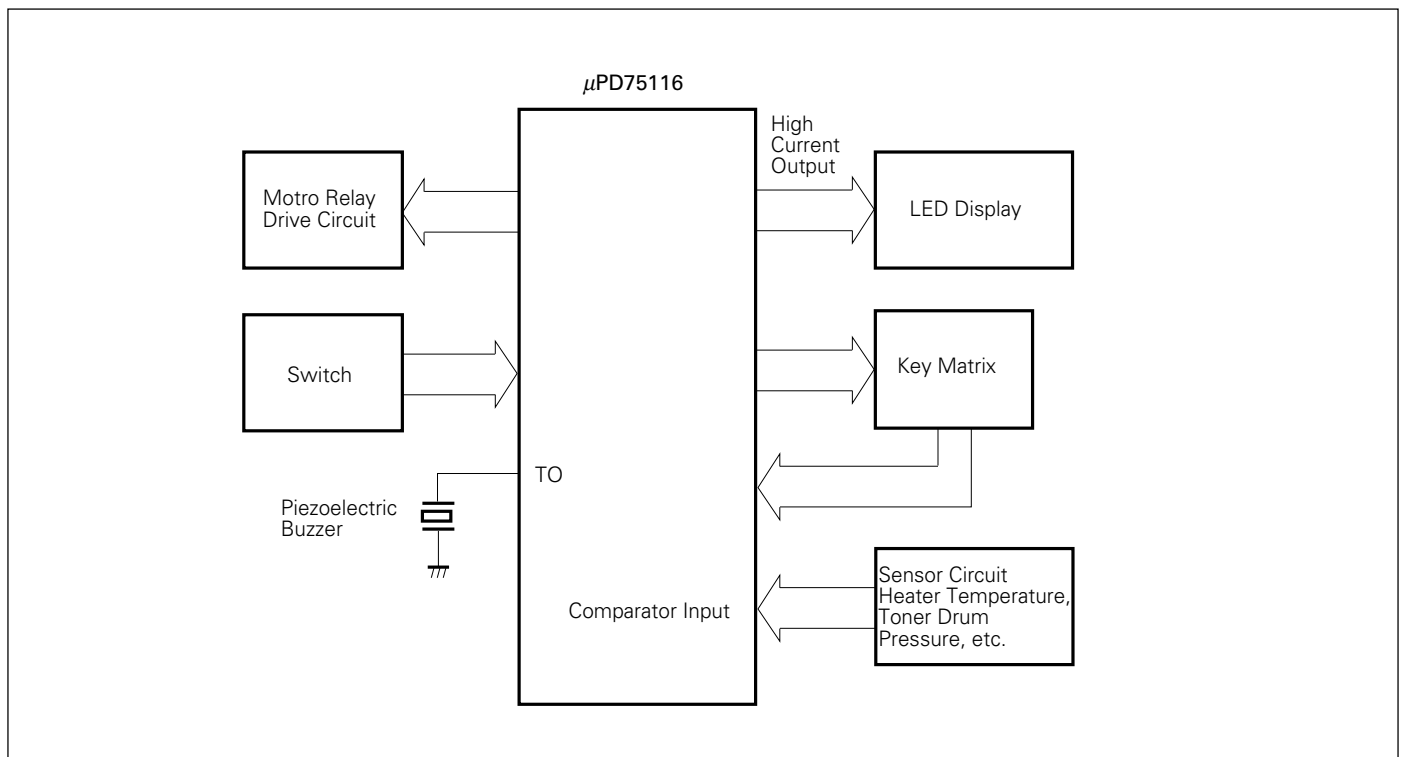 μPD75116
High
Current
Output
Motro Relay
Drive Circuit
LED Display
Switch
Key Matrix
TO
Piezoelectric
Buzzer
Comparator Input
Sensor Circuit
Heater Temperature,
Toner Drum
Pressure, etc.